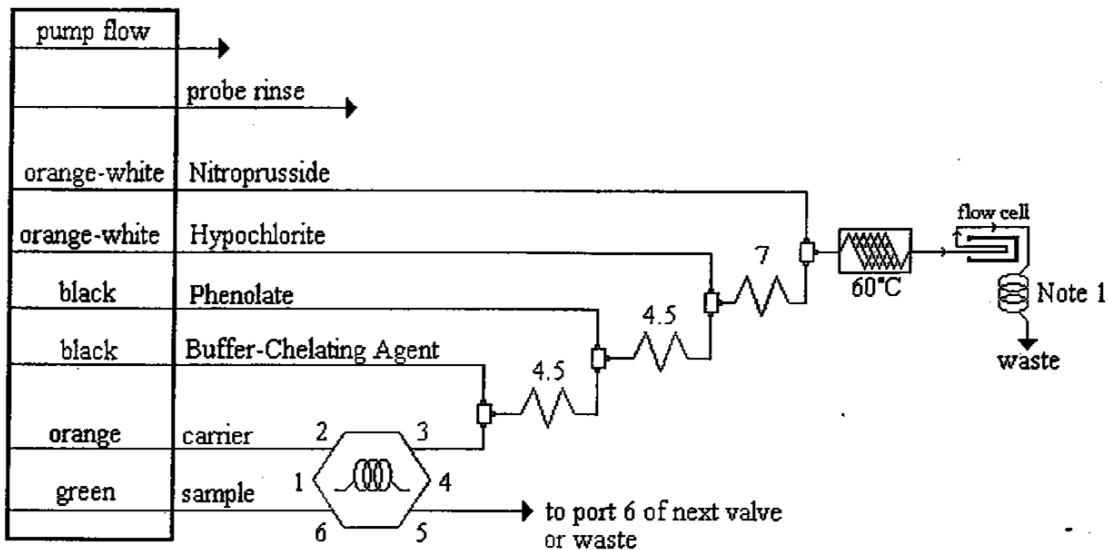 pump flow
probe rinse
orange-white Nitroprusside
orange-white Hypochlorite
flow cell
7
60°C
black Phenolate
Note 1
4.5
black Buffer-Chelating Agent
waste
4.5
orange carrier 2 3
1 4
green sample
6 5
to port 6 of next valve
or waste